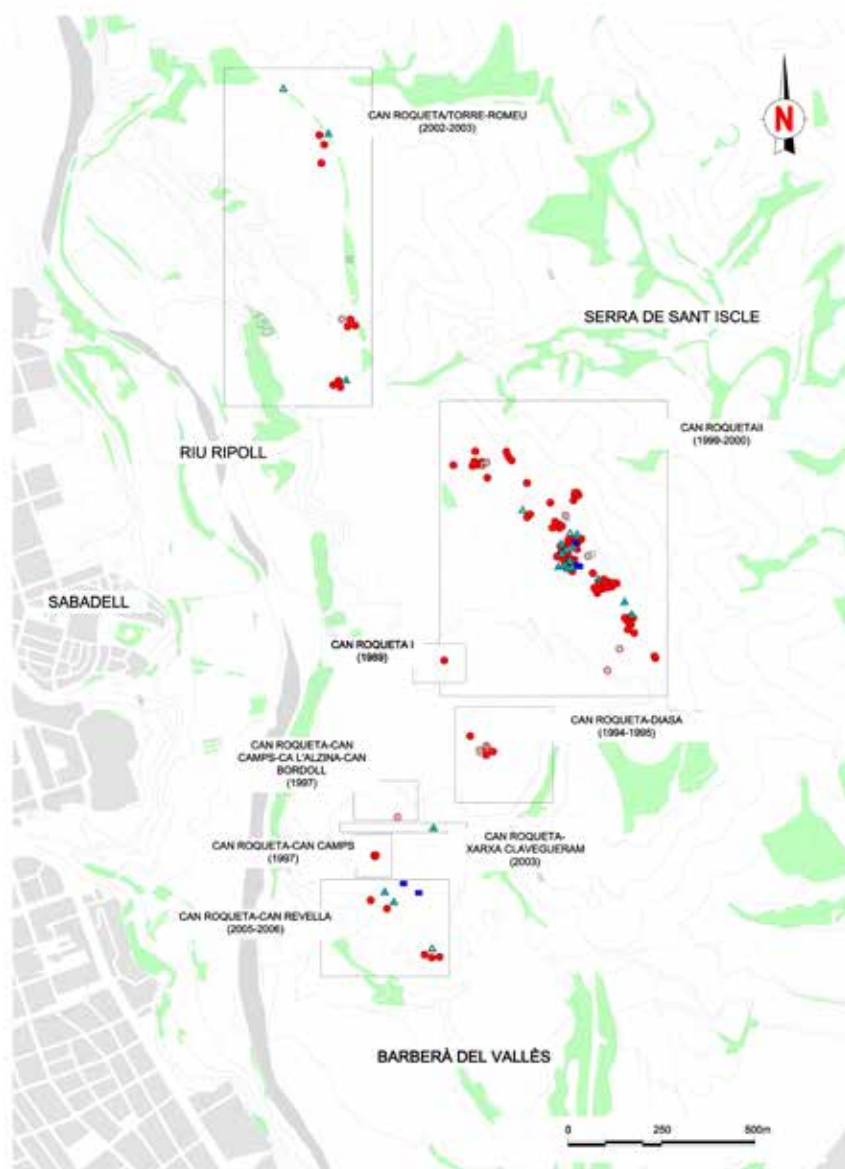 CAN ROQUETA/TORRE-ROMEU
(2002-2003)
N
SERRA DE SANT ISCLE
CAN ROQUETAII
(1999-2000)
RIU RIPOLL
SABADELL
CAN ROQUETA I
(1989)
CAN ROQUETA-DIASA
(1994-1995)
CAN ROQUETA-CAN
CAMPS-CA L'ALZINA-CAN
BORDOLL
(1997)
CAN ROQUETA-
XARXA CLAVEGUERAM
(2003)
CAN ROQUETA-CAN CAMPS
(1997)
CAN ROQUETA-CAN REVELLA
(2005-2006)
BARBERÀ DEL VALLÈS
0 250 500m